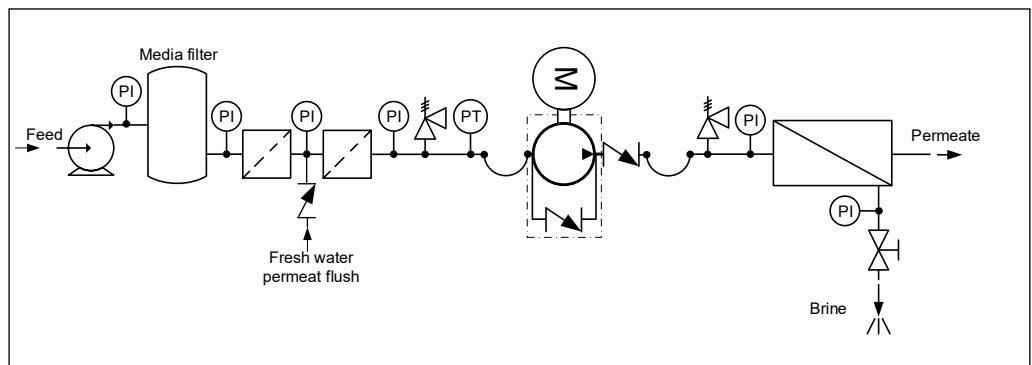 Media filter
Feed
PI
PI
PI
PI
PT
M
PI
PI
Permeate
Fresh water
permeat flush
Brine